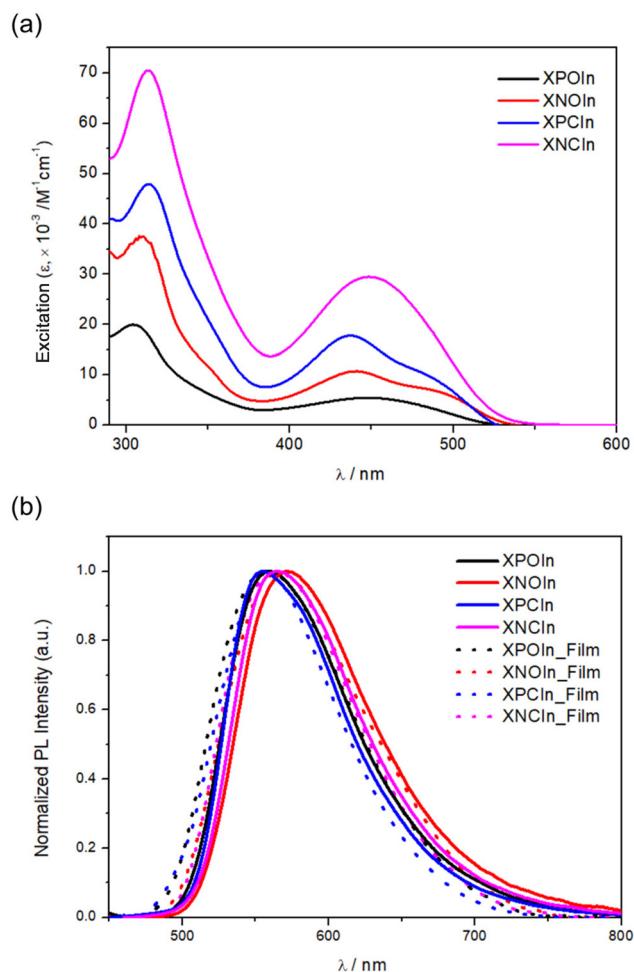 (a)
70
60
50
40
30
20
10
0
Excitation (ε, × 10⁻³ /M⁻¹cm⁻¹)
XPOIn
XNOIn
XPCIn
XNCIn
300 400 500 600
λ / nm
(b)
1.0
0.8
0.6
0.4
0.2
0.0
Normalized PL Intensity (a.u.)
XPOIn
XNOIn
XPCIn
XNCIn
XPOIn_Film
XNOIn_Film
XPCIn_Film
XNCIn_Film
500 600 700 800
λ / nm